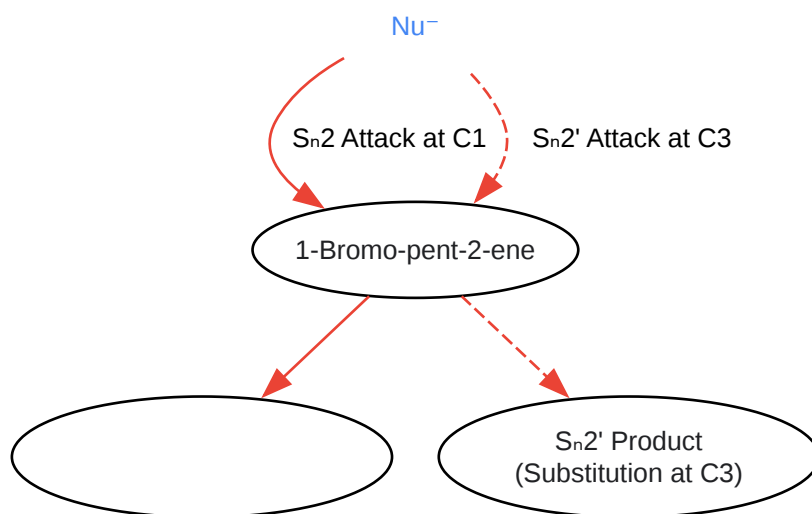 Nu⁻
Sₙ2 Attack at C1
Sₙ2' Attack at C3
1-Bromo-pent-2-ene
Sₙ2' Product
(Substitution at C3)